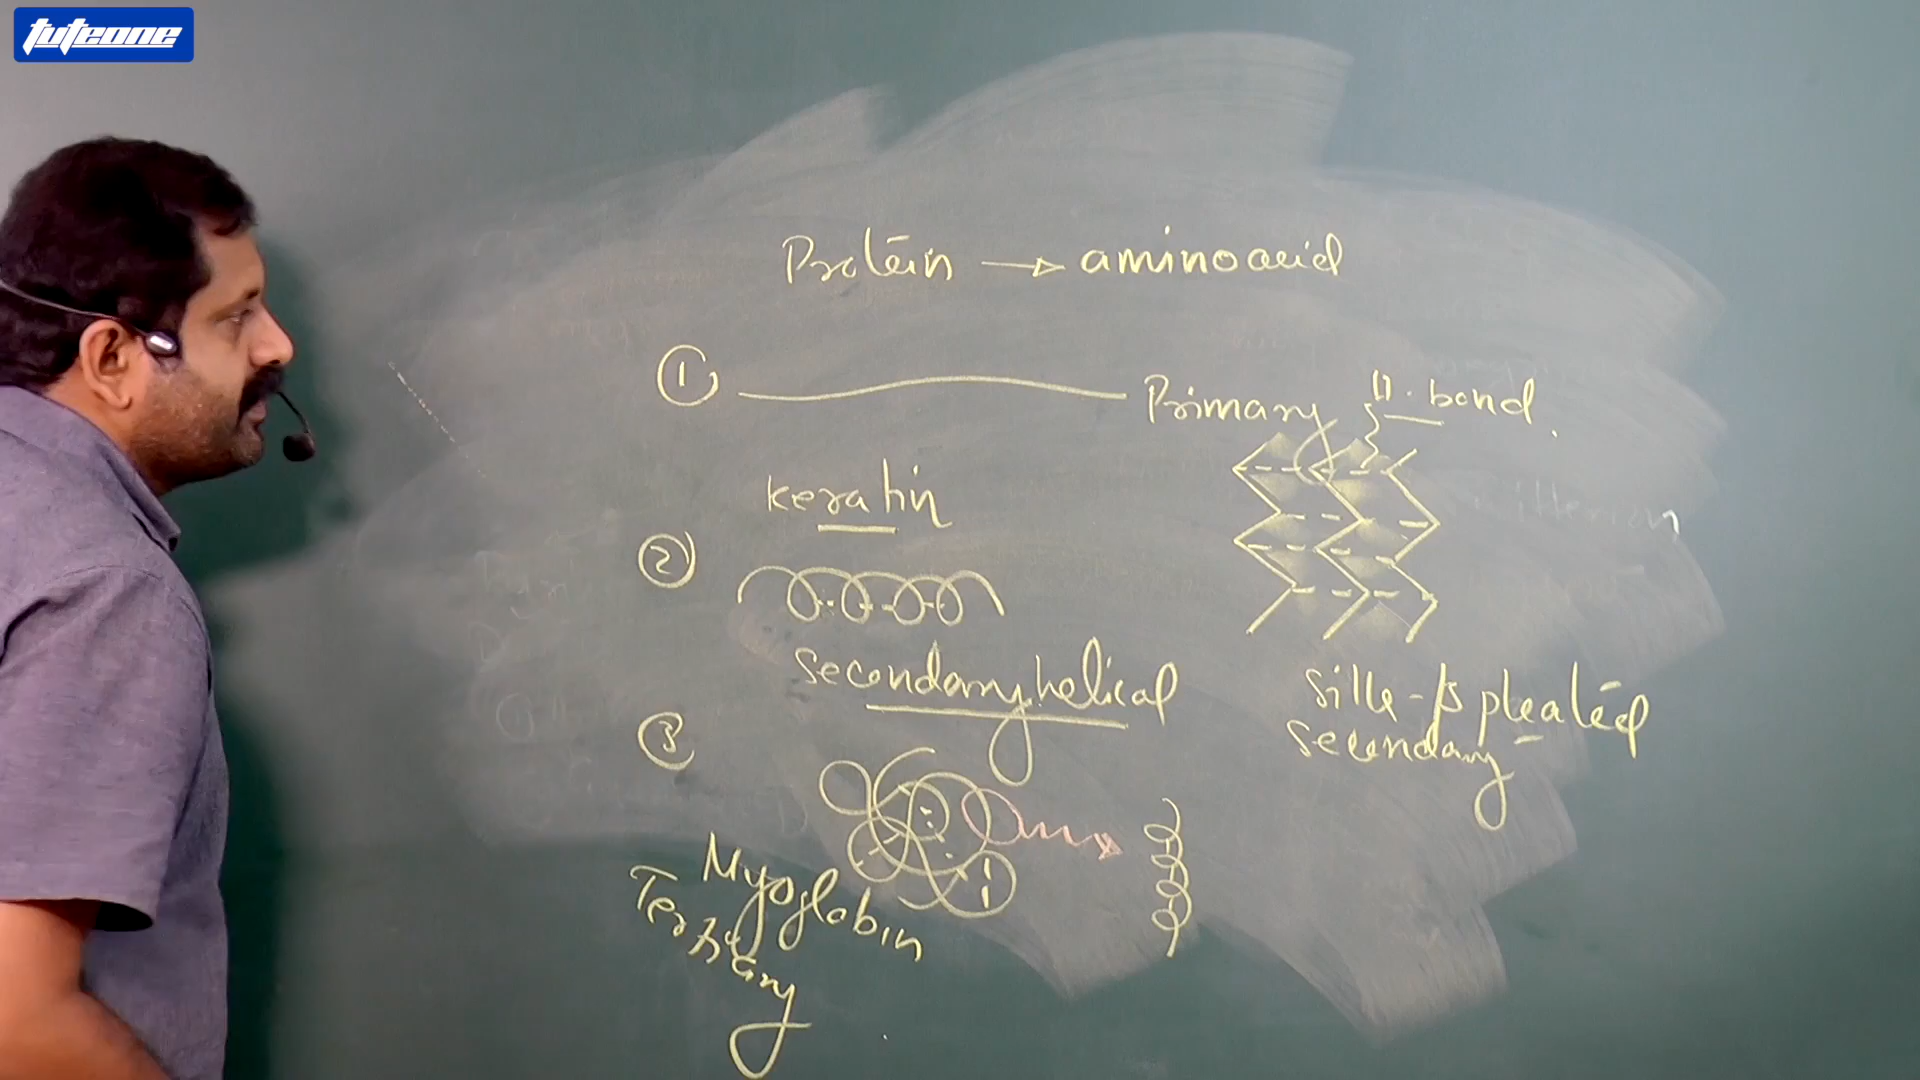 tuteone
Protein → aminoacid
1 Primary
H. bond
keratin
2
secondary helical
Silk - β pleated
secondary
3
Myoglobin
Tertiary